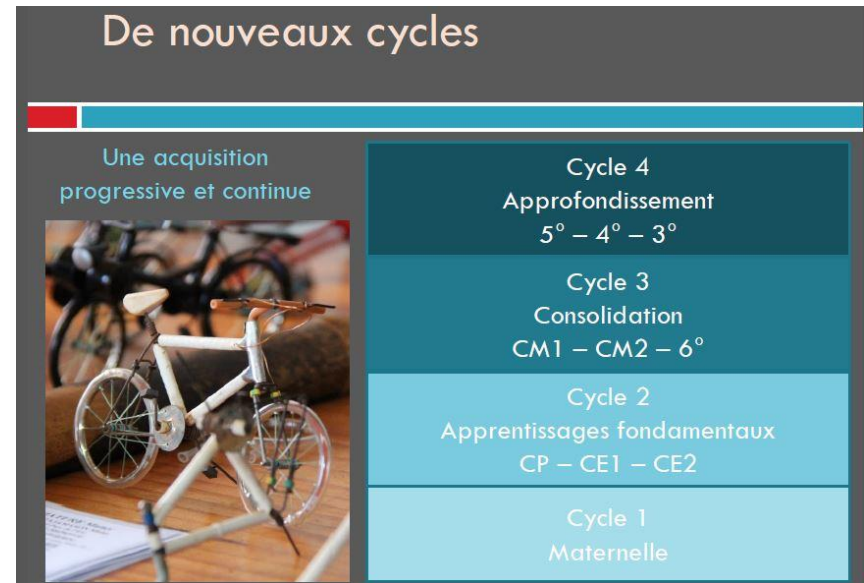 De nouveaux cycles
Une acquisition
progressive et continue
Cycle 4
Approfondissement
5° – 4° – 3°
Cycle 3
Consolidation
CM1 – CM2 – 6°
Cycle 2
Apprentissages fondamentaux
CP – CE1 – CE2
Cycle 1
Maternelle